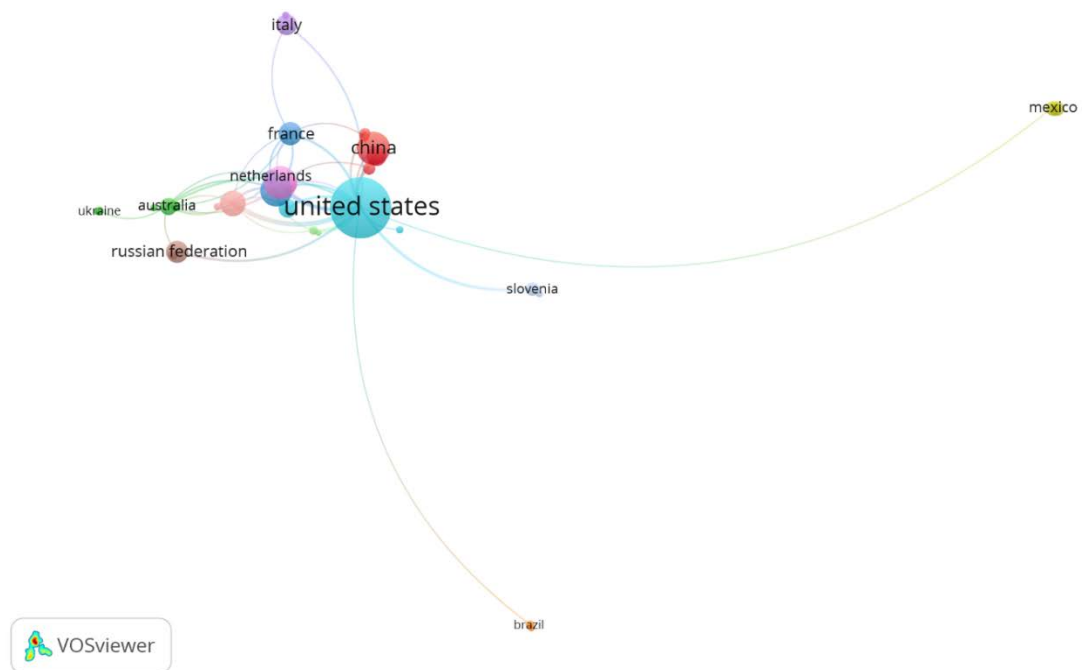 italy
mexico
france
china
netherlands
united states
ukraine
australia
russian federation
slovenia
brazil
VOSviewer